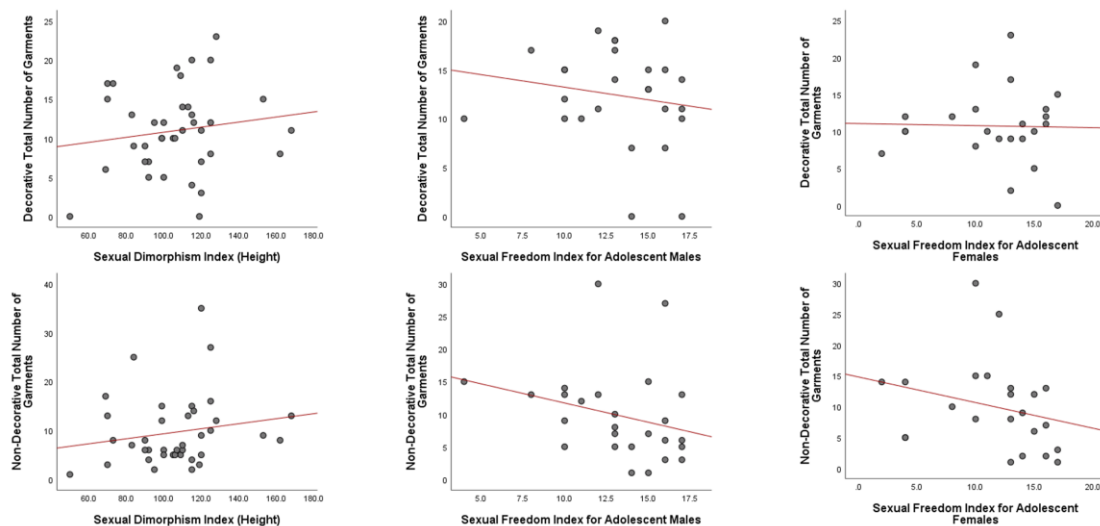 Decorative Total Number of Garments
25
20
15
10
5
0
60.0 80.0 100.0 120.0 140.0 160.0 180.0
Sexual Dimorphism Index (Height)
Decorative Total Number of Garments
20
15
10
5
0
5.0 7.5 10.0 12.5 15.0 17.5
Sexual Freedom Index for Adolescent Males
Decorative Total Number of
Garments
25
20
15
10
5
0
.0 5.0 10.0 15.0 20.0
Sexual Freedom Index for Adolescent
Females
Non-Decorative Total Number of
Garments
40
30
20
10
0
60.0 80.0 100.0 120.0 140.0 160.0 180.0
Sexual Dimorphism Index (Height)
Non-Decorative Total Number of
Garments
30
25
20
15
10
5
0
5.0 7.5 10.0 12.5 15.0 17.5
Sexual Freedom Index for Adolescent Males
Non-Decorative Total Number of
Garments
30
25
20
15
10
5
0
.0 5.0 10.0 15.0 20.0
Sexual Freedom Index for Adolescent
Females